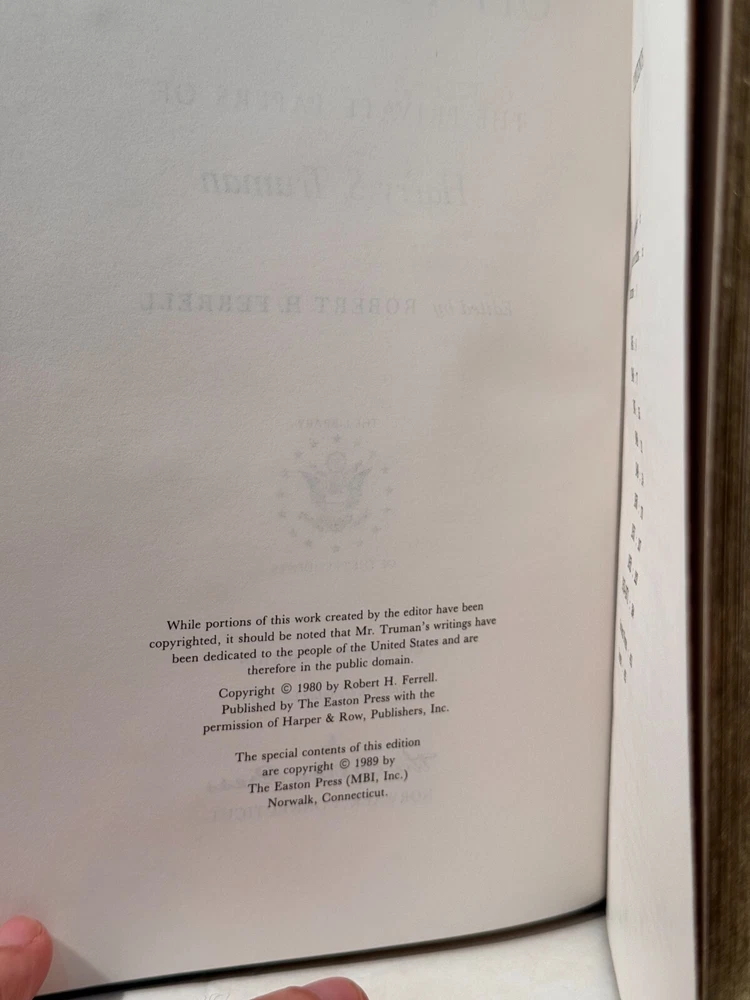 While portions of this work created by the editor have been
copyrighted, it should be noted that Mr. Truman's writings have
been dedicated to the people of the United States and are
therefore in the public domain.
Copyright © 1980 by Robert H. Ferrell.
Published by The Easton Press with the
permission of Harper & Row, Publishers, Inc.
The special contents of this edition
are copyright © 1989 by
The Easton Press (MBI, Inc.)
Norwalk, Connecticut.